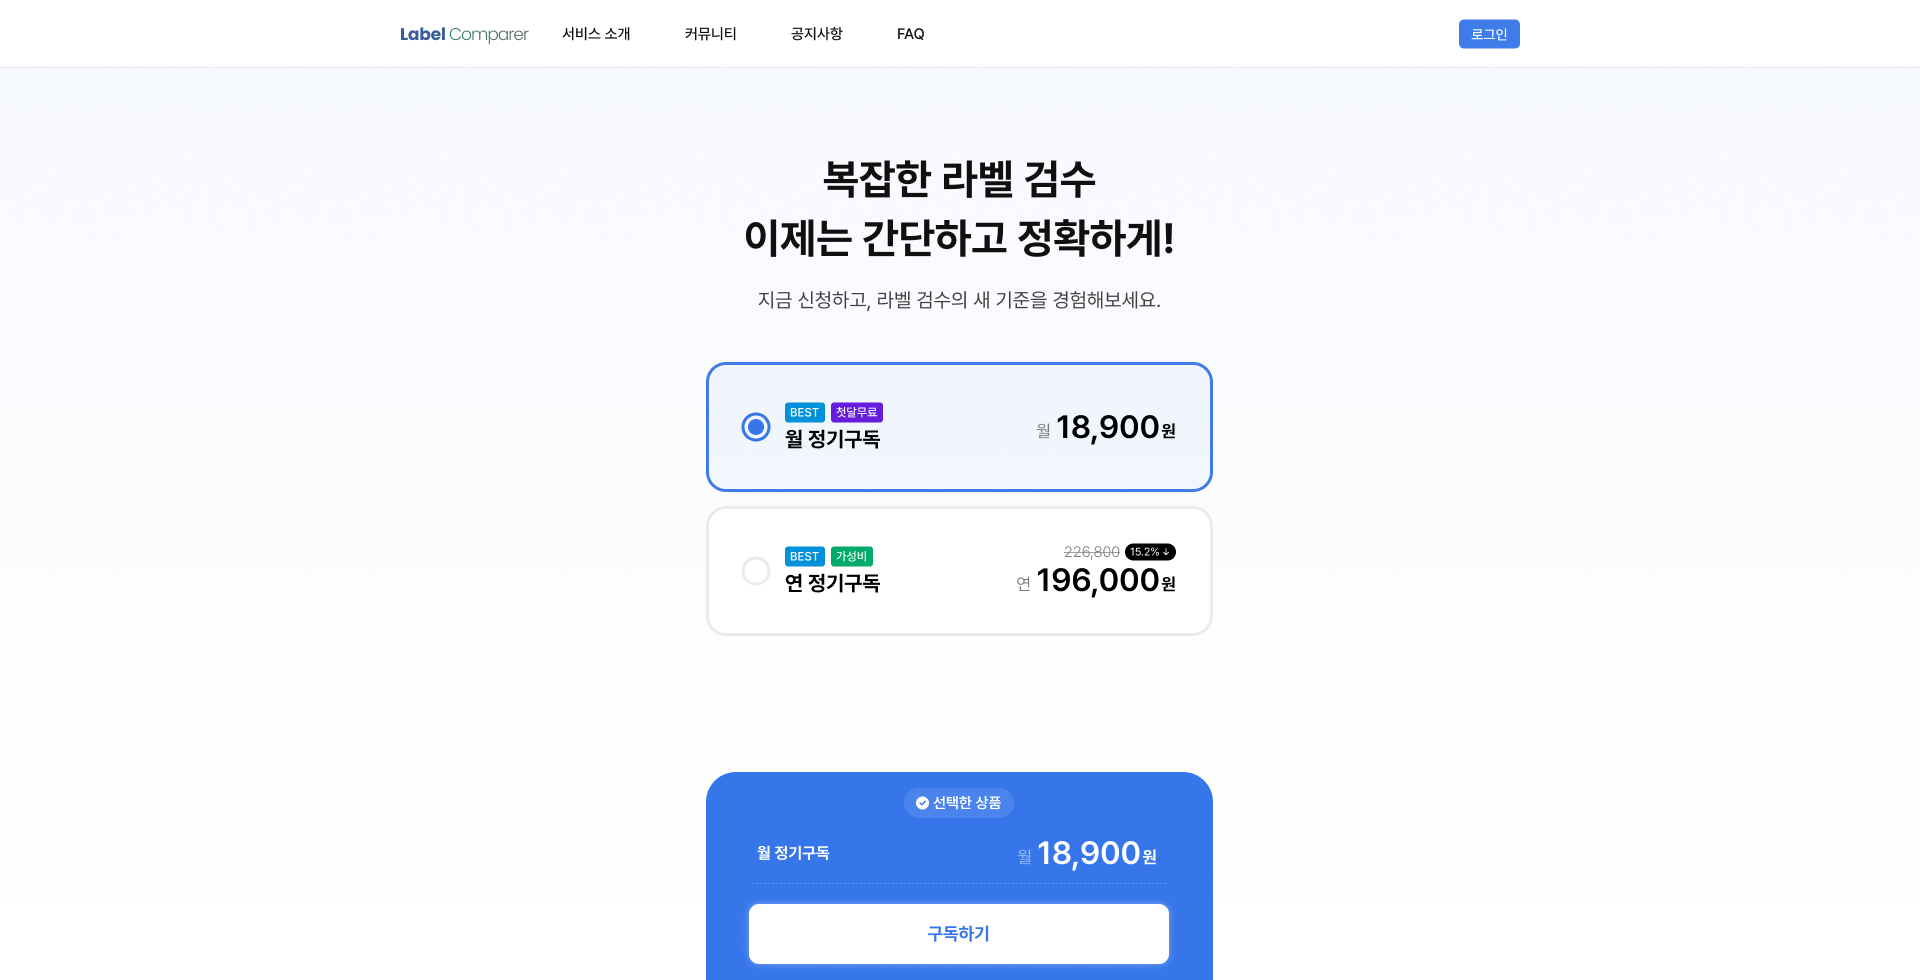 Label Comparer 서비스 소개 커뮤니티 공지사항 FAQ 로그인
복잡한 라벨 검수
이제는 간단하고 정확하게!
지금 신청하고, 라벨 검수의 새 기준을 경험해보세요.
BEST 첫달무료
월 정기구독
월 18,900원
BEST 가성비
연 정기구독
226,800 15.2% ↓
연 196,000원
선택한 상품
월 정기구독 월 18,900원
구독하기